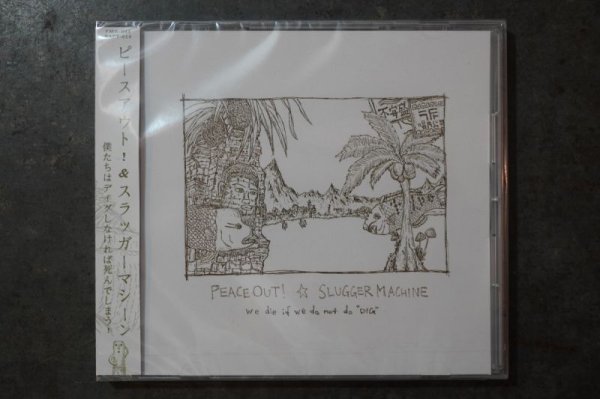 ピースアウト!&スラッガーマシーン
僕たちはディグしなければ死んでしまう!
PEACE OUT! ☆ SLUGGER MACHINE
we die if we do not do "DIG"